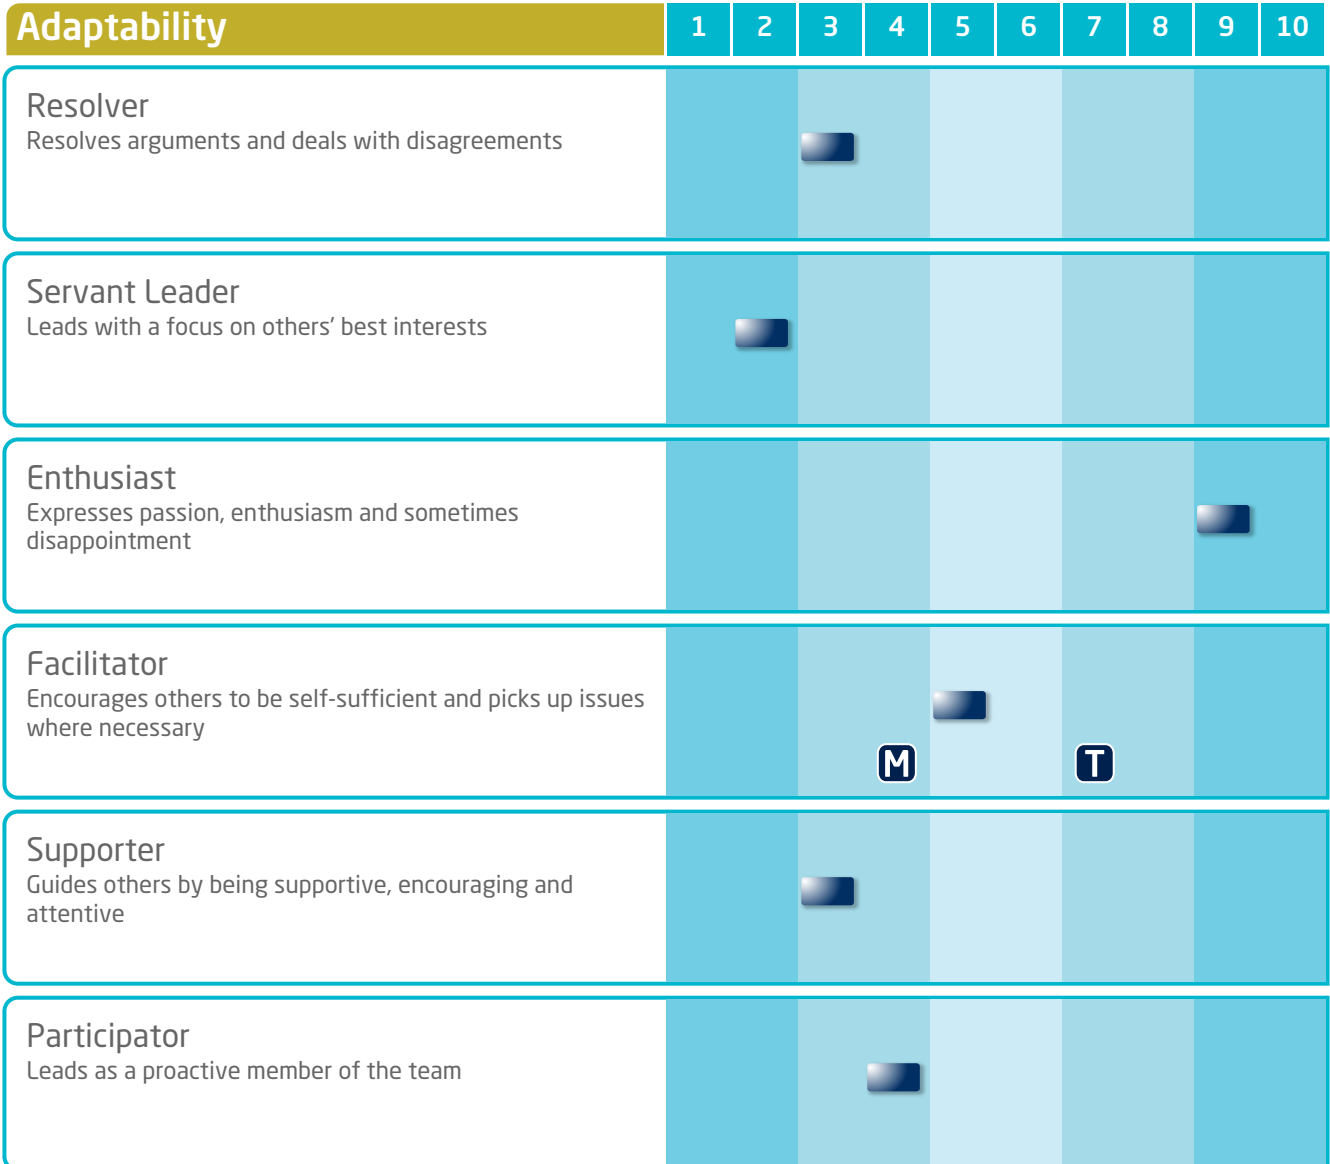 Adaptability 1 2 3 4 5 6 7 8 9 10
Resolver
Resolves arguments and deals with disagreements
Servant Leader
Leads with a focus on others' best interests
Enthusiast
Expresses passion, enthusiasm and sometimes
disappointment
Facilitator
Encourages others to be self-sufficient and picks up issues
where necessary
M T
Supporter
Guides others by being supportive, encouraging and
attentive
Participator
Leads as a proactive member of the team